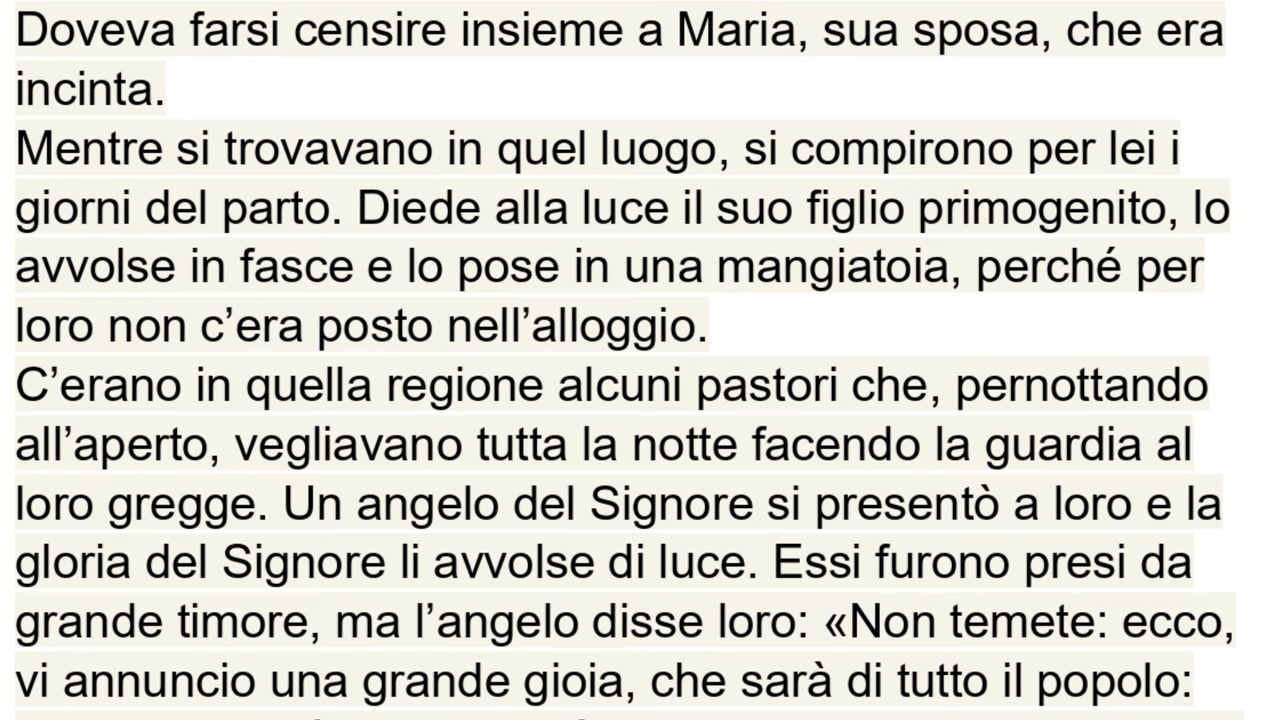 Doveva farsi censire insieme a Maria, sua sposa, che era
incinta.
Mentre si trovavano in quel luogo, si compirono per lei i
giorni del parto. Diede alla luce il suo figlio primogenito, lo
avvolse in fasce e lo pose in una mangiatoia, perché per
loro non c’era posto nell’alloggio.
C’erano in quella regione alcuni pastori che, pernottando
all’aperto, vegliavano tutta la notte facendo la guardia al
loro gregge. Un angelo del Signore si presentò a loro e la
gloria del Signore li avvolse di luce. Essi furono presi da
grande timore, ma l’angelo disse loro: «Non temete: ecco,
vi annuncio una grande gioia, che sarà di tutto il popolo: